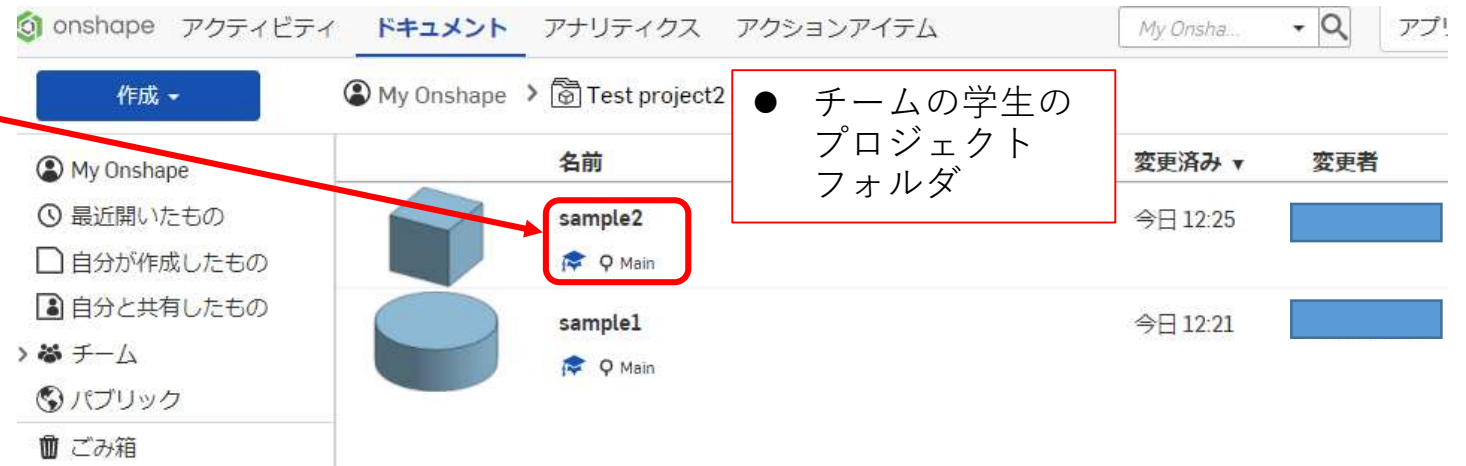 onshape アクティビティ ドキュメント アナリティクス アクションアイテム My Onsha...
作成
My Onshape > Test project2
● チームの学生の
プロジェクト
フォルダ
My Onshape
最近開いたもの
自分が作成したもの
自分と共有したもの
チーム
パブリック
ごみ箱
名前 変更済み 変更者
sample2 今日 12:25
Main
sample1 今日 12:21
Main